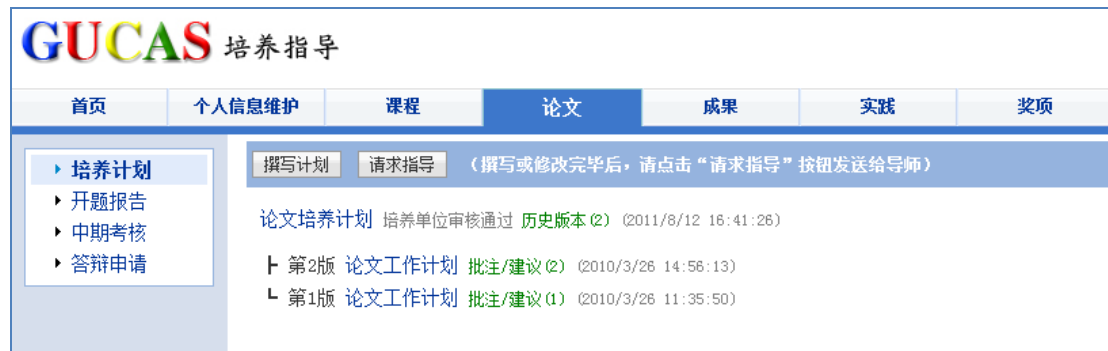 GUCAS 培养指导
首页 个人信息维护 课程 论文 成果 实践 奖项
培养计划
开题报告
中期考核
答辩申请
撰写计划 请求指导 (撰写或修改完毕后，请点击“请求指导”按钮发送给导师)
论文培养计划 培养单位审核通过 历史版本(2) (2011/8/12 16:41:26)
第2版 论文工作计划 批注/建议(2) (2010/3/26 14:56:13)
第1版 论文工作计划 批注/建议(1) (2010/3/26 11:35:50)